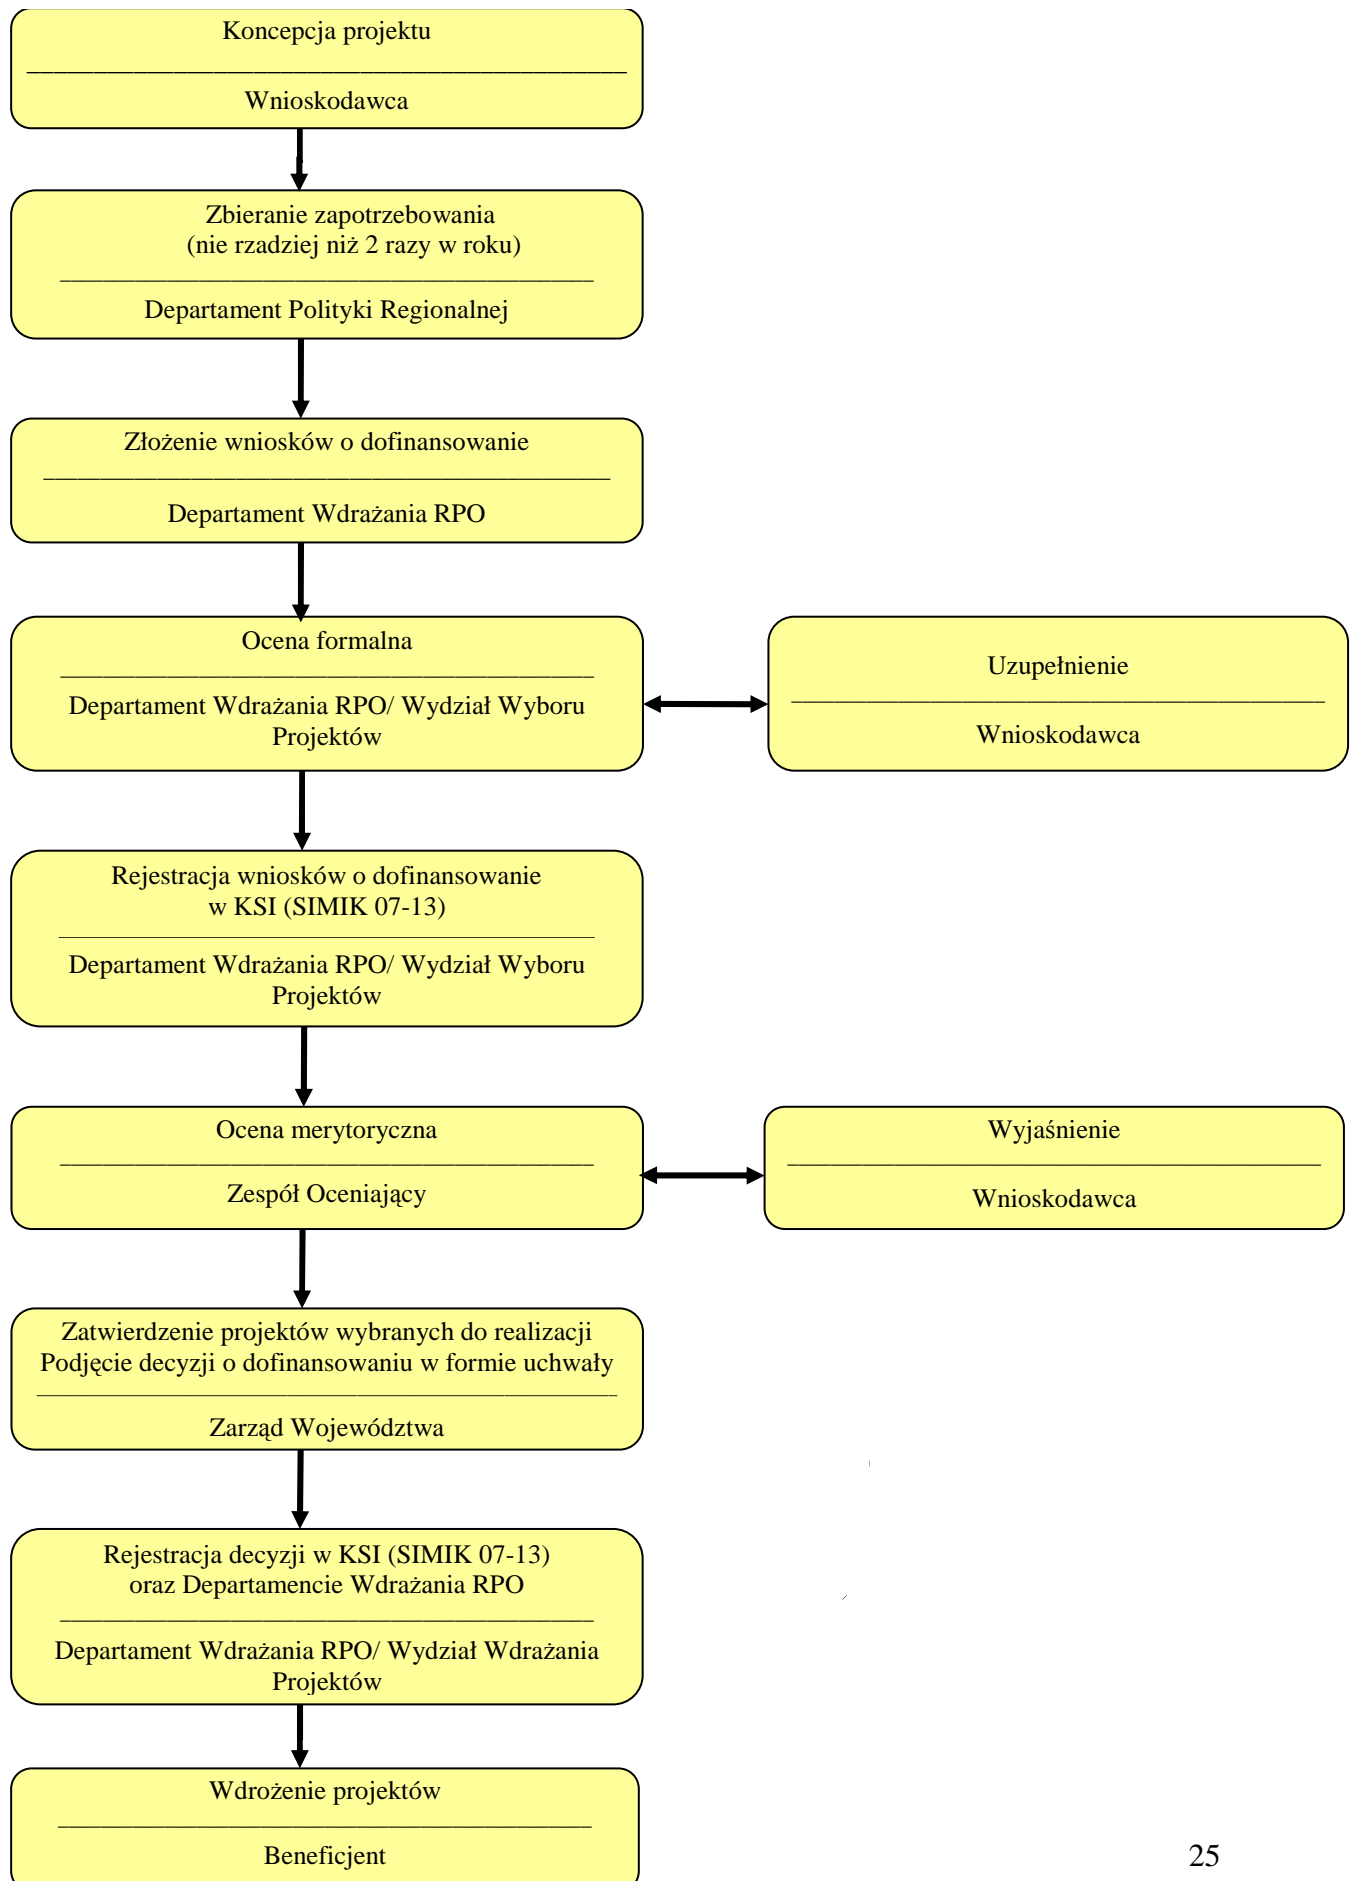 Koncepcja projektu
Wnioskodawca
Zbieranie zapotrzebowania
(nie rzadziej niż 2 razy w roku)
Departament Polityki Regionalnej
Złożenie wniosków o dofinansowanie
Departament Wdrażania RPO
Ocena formalna
Departament Wdrażania RPO/ Wydział Wyboru
Projektów
Uzupełnienie
Wnioskodawca
Rejestracja wniosków o dofinansowanie
w KSI (SIMIK 07-13)
Departament Wdrażania RPO/ Wydział Wyboru
Projektów
Ocena merytoryczna
Zespół Oceniający
Wyjaśnienie
Wnioskodawca
Zatwierdzenie projektów wybranych do realizacji
Podjęcie decyzji o dofinansowaniu w formie uchwały
Zarząd Województwa
Rejestracja decyzji w KSI (SIMIK 07-13)
oraz Departamencie Wdrażania RPO
Departament Wdrażania RPO/ Wydział Wdrażania
Projektów
Wdrożenie projektów
Beneficjent
25